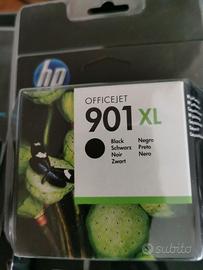 hp
OFFICEJET
901 XL
Black Negro
Schwarz Preto
Noir Nero
Zwart
subito